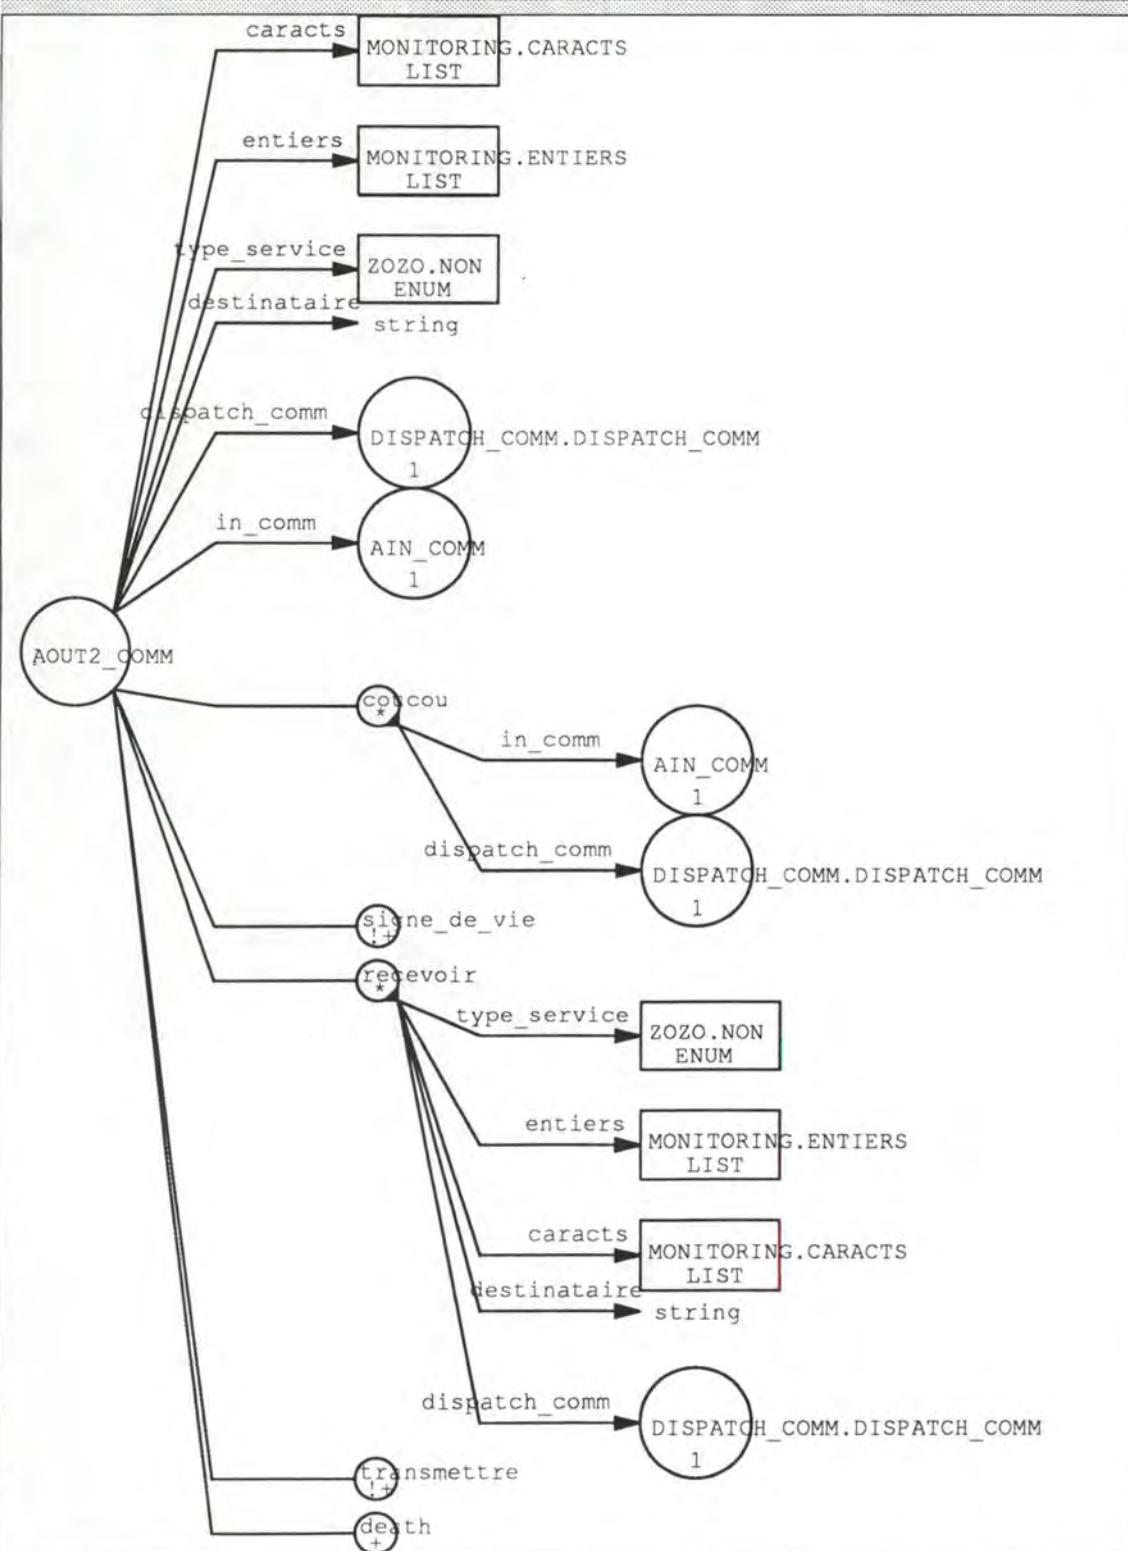 caracts
MONITORING.CARACTS
LIST
entiers
MONITORING.ENTIERS
LIST
type_service
ZOZO.NON
ENUM
destinataire
string
dispatch_comm
DISPATCH_COMM.DISPATCH_COMM
1
in_comm
AIN_COMM
1
AOUT2_COMM
coucou
*
in_comm
AIN_COMM
1
dispatch_comm
DISPATCH_COMM.DISPATCH_COMM
1
signe_de_vie
!+
recevoir
*
type_service
ZOZO.NON
ENUM
entiers
MONITORING.ENTIERS
LIST
caracts
MONITORING.CARACTS
LIST
destinataire
string
dispatch_comm
DISPATCH_COMM.DISPATCH_COMM
1
transmettre
!+
death
+